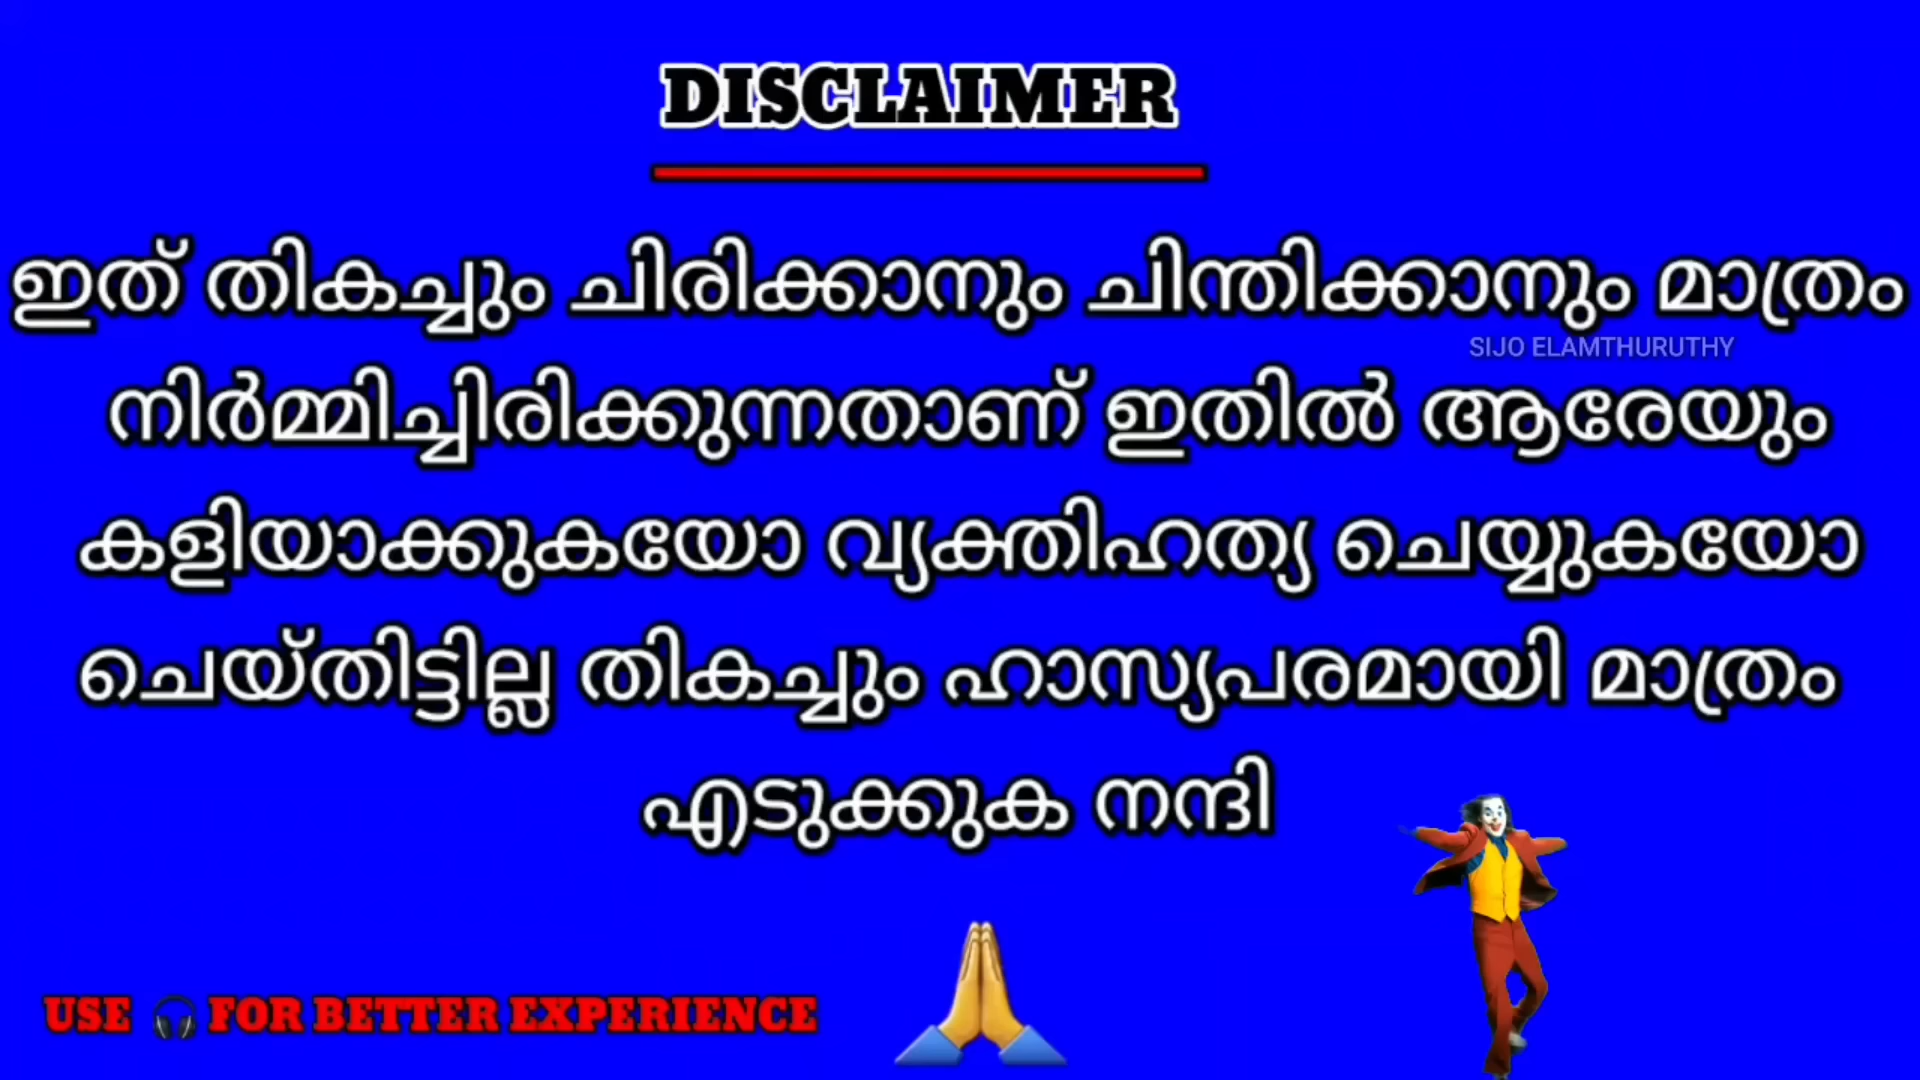 DISCLAIMER
ഇത് തികച്ചും ചിരിക്കാനും ചിന്തിക്കാനും മാത്രം
SIJO ELAMTHURUTHY
നിർമ്മിച്ചിരിക്കുന്നതാണ് ഇതിൽ ആരേയും
കളിയാക്കുകയോ വ്യക്തിഹത്യ ചെയ്യുകയോ
ചെയ്തിട്ടില്ല തികച്ചും ഹാസ്യപരമായി മാത്രം
എടുക്കുക നന്ദി
USE 🎧 FOR BETTER EXPERIENCE